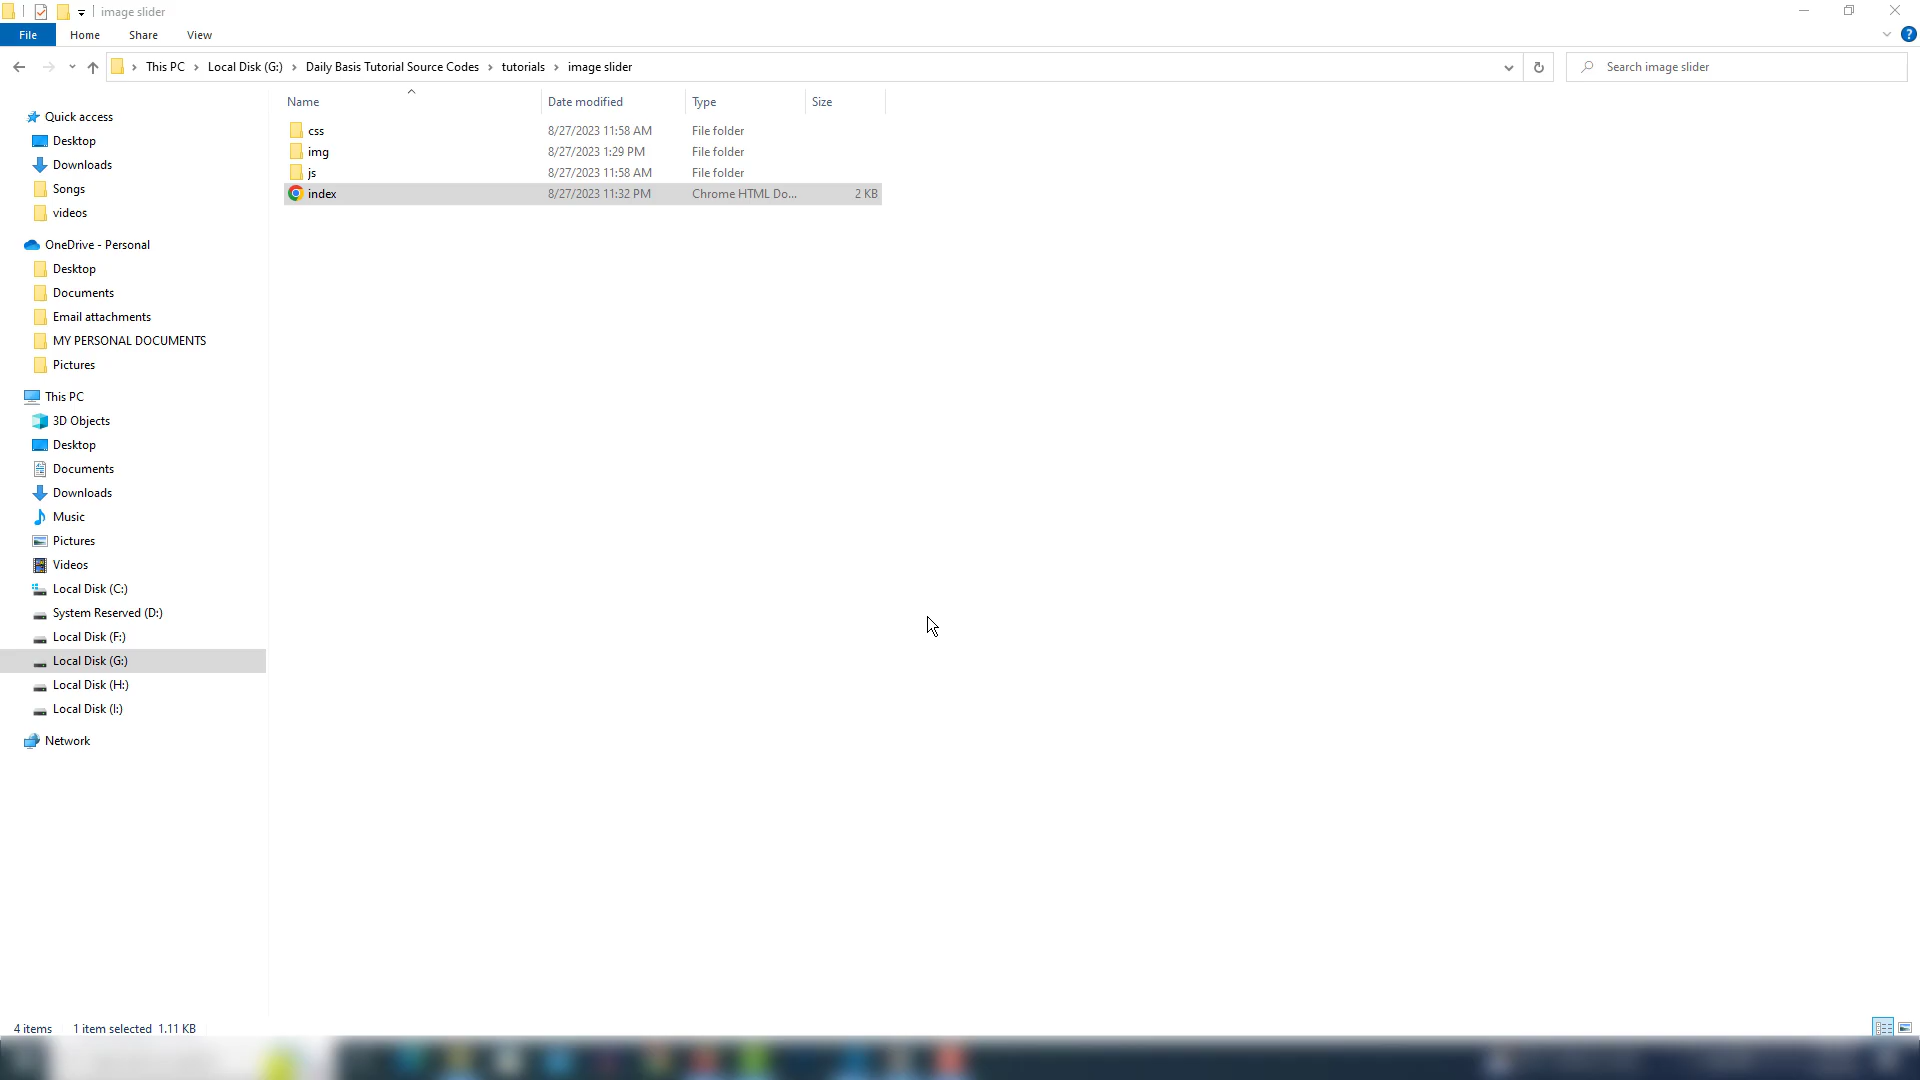 image slider
File Home Share View
This PC Local Disk (G:) Daily Basis Tutorial Source Codes tutorials image slider
Search image slider
Name Date modified Type Size
css 8/27/2023 11:58 AM File folder
img 8/27/2023 1:29 PM File folder
js 8/27/2023 11:58 AM File folder
index 8/27/2023 11:32 PM Chrome HTML Do... 2 KB
Quick access
Desktop
Downloads
Songs
videos
OneDrive - Personal
Desktop
Documents
Email attachments
MY PERSONAL DOCUMENTS
Pictures
This PC
3D Objects
Desktop
Documents
Downloads
Music
Pictures
Videos
Local Disk (C:)
System Reserved (D:)
Local Disk (F:)
Local Disk (G:)
Local Disk (H:)
Local Disk (I:)
Network
4 items 1 item selected 1.11 KB